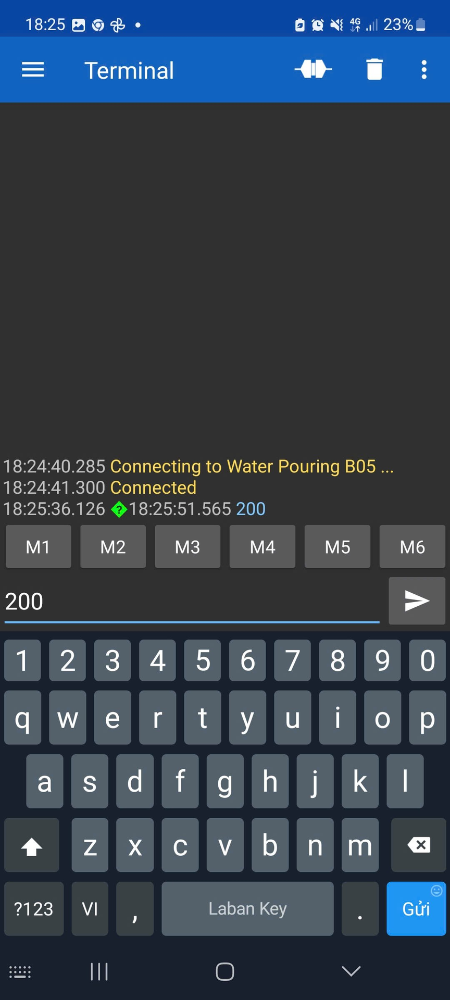 18:25 4G 23%
Terminal
18:24:40.285 Connecting to Water Pouring B05 ...
18:24:41.300 Connected
18:25:36.126 �18:25:51.565 200
M1 M2 M3 M4 M5 M6
200
1 2 3 4 5 6 7 8 9 0
q w e r t y u i o p
a s d f g h j k l
z x c v b n m
?123 VI , Laban Key . Gửi